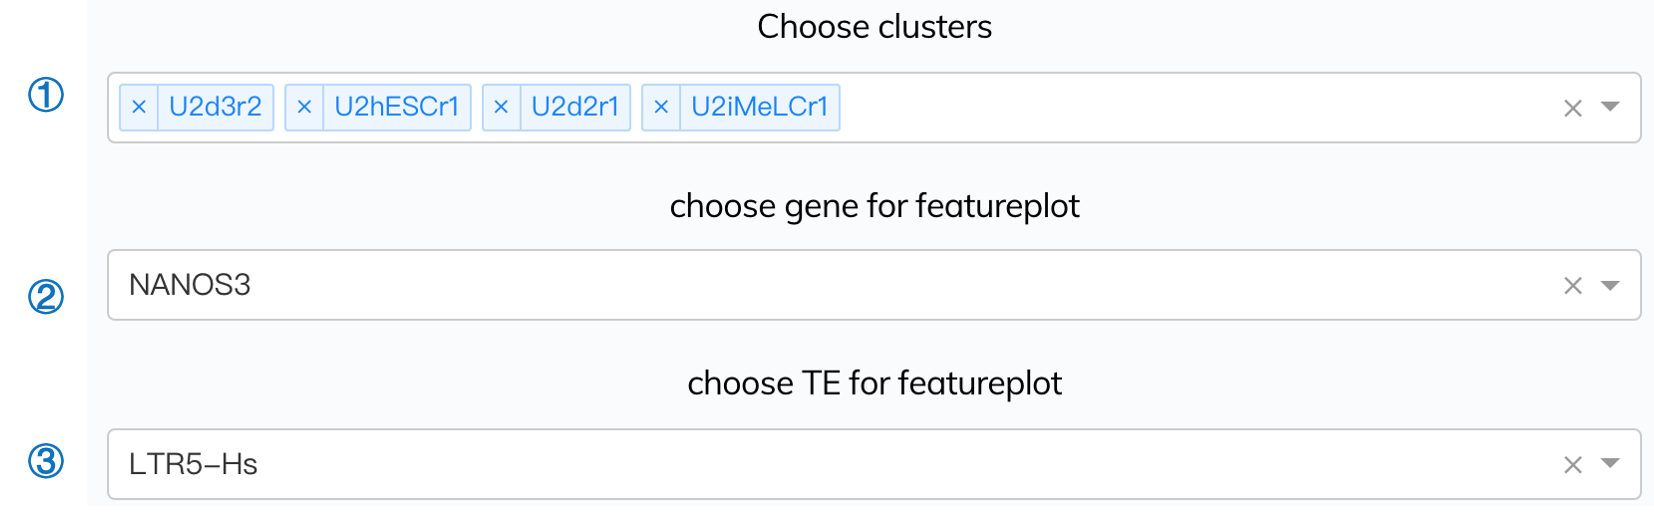 Choose clusters
① × U2d3r2 × U2hESCr1 × U2d2r1 × U2iMeLCr1 ×
choose gene for featureplot
② NANOS3 ×
choose TE for featureplot
③ LTR5-Hs ×